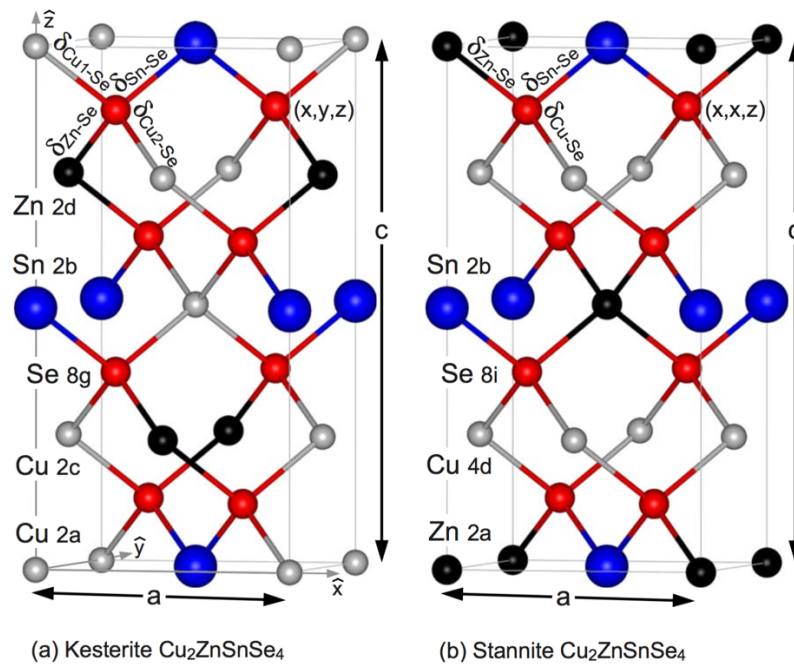 ẑ
δCu1-Se
δSn-Se
δZn-Se
δCu2-Se
(x,y,z)
Zn 2d
Sn 2b
Se 8g
Cu 2c
Cu 2a
ŷ
x̂
a
c
(a) Kesterite Cu₂ZnSnSe₄
δZn-Se
δSn-Se
δCu-Se
(x,x,z)
Sn 2b
Se 8i
Cu 4d
Zn 2a
a
(b) Stannite Cu₂ZnSnSe₄